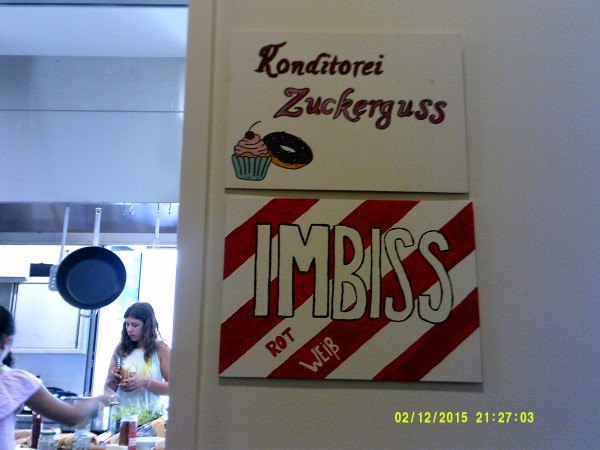 Konditorei
Zuckerguss
IMBISS
ROT
WEIß
02/12/2015 21:27:03